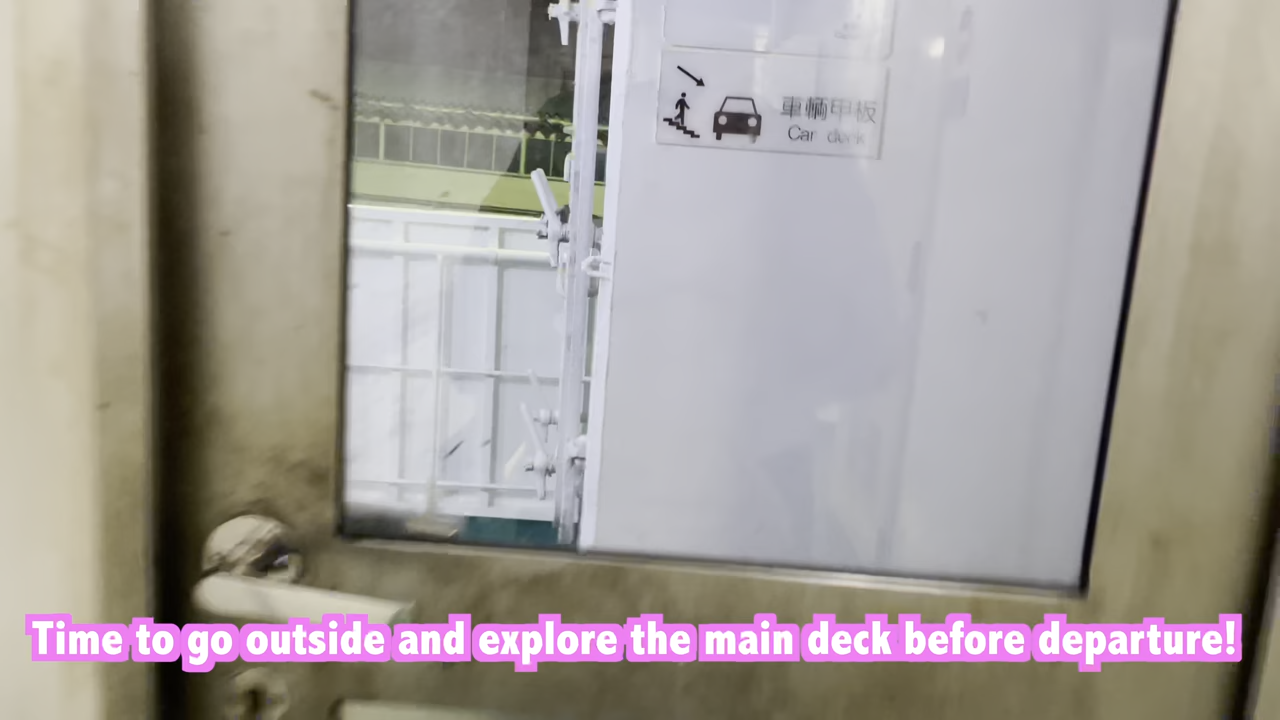 車輛甲板
Car deck
Time to go outside and explore the main deck before departure!